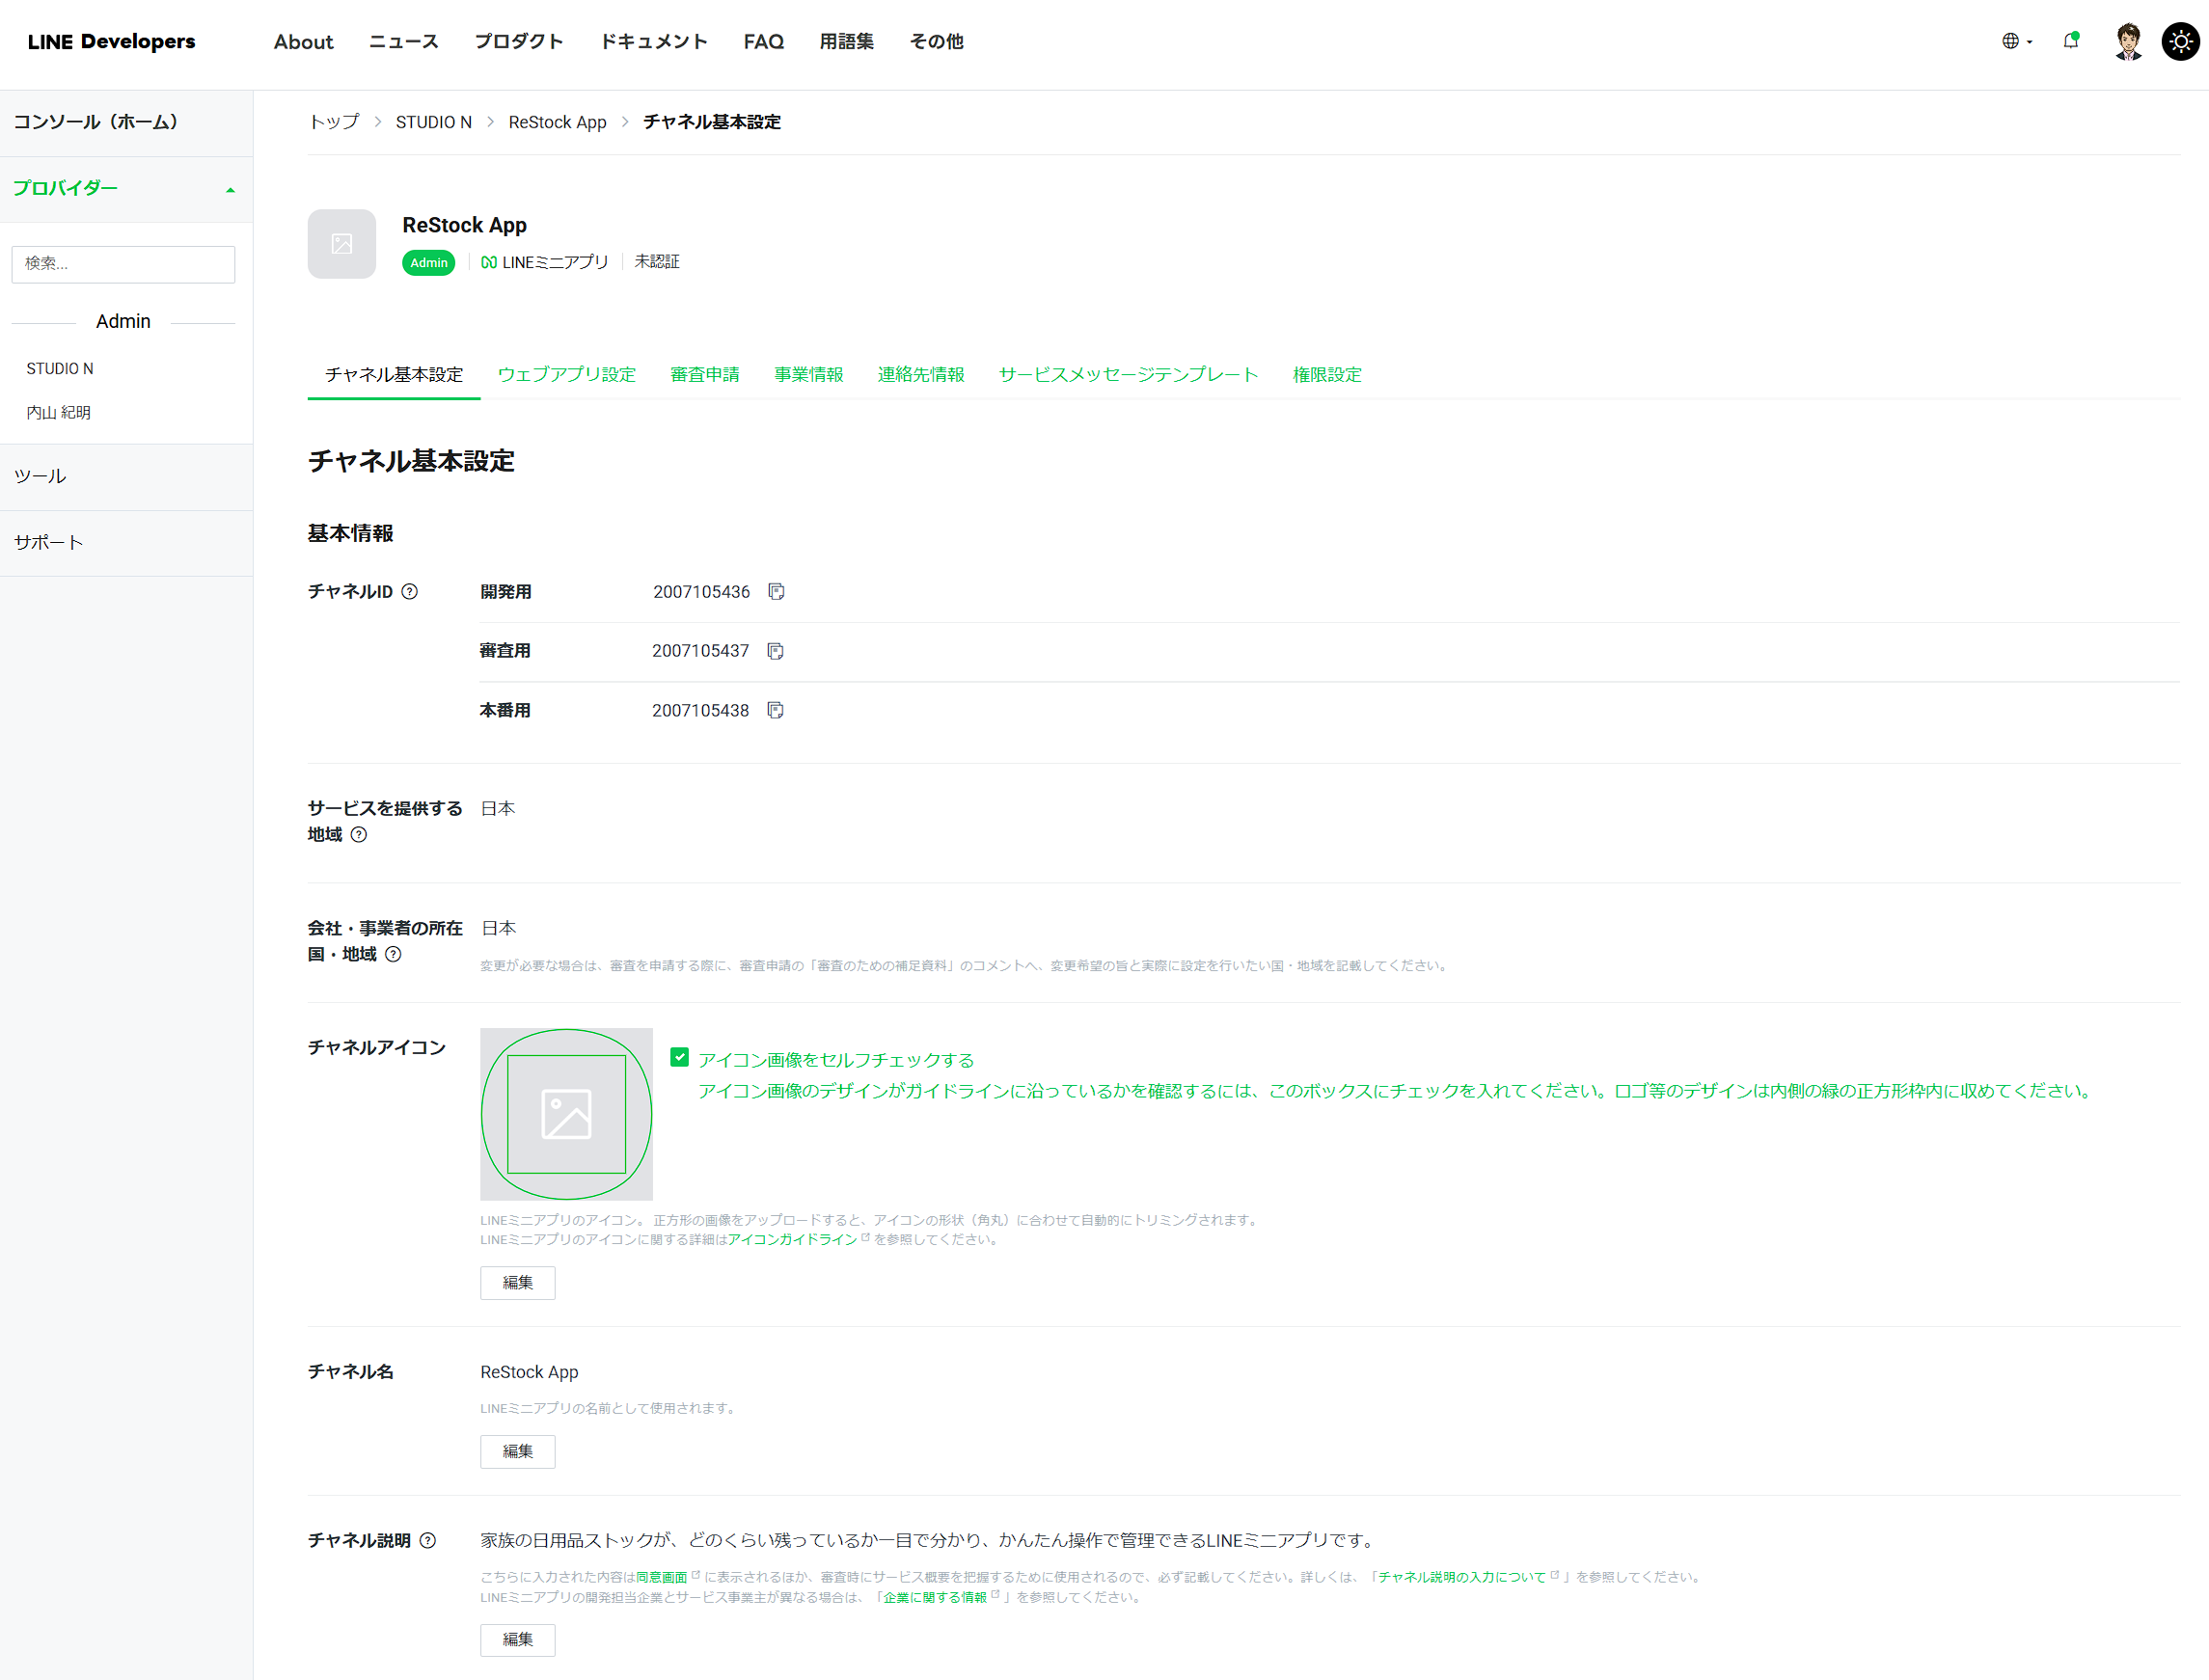 LINE Developers
About ニュース プロダクト ドキュメント FAQ 用語集 その他
コンソール（ホーム）
プロバイダー
検索...
Admin
STUDIO N
内山 紀明
ツール
サポート
トップ > STUDIO N > ReStock App > チャネル基本設定
ReStock App
Admin LINEミニアプリ 未認証
チャネル基本設定 ウェブアプリ設定 審査申請 事業情報 連絡先情報 サービスメッセージテンプレート 権限設定
チャネル基本設定
基本情報
チャネルID 開発用 2007105436
審査用 2007105437
本番用 2007105438
サービスを提供する 日本
地域
会社・事業者の所在 日本
国・地域
変更が必要な場合は、審査を申請する際に、審査申請の「審査のための補足資料」のコメントへ、変更希望の旨と実際に設定を行いたい国・地域を記載してください。
チャネルアイコン
アイコン画像をセルフチェックする
アイコン画像のデザインがガイドラインに沿っているかを確認するには、このボックスにチェックを入れてください。ロゴ等のデザインは内側の緑の正方形枠内に収めてください。
LINEミニアプリのアイコン。 正方形の画像をアップロードすると、アイコンの形状（角丸）に合わせて自動的にトリミングされます。
LINEミニアプリのアイコンに関する詳細はアイコンガイドラインを参照してください。
編集
チャネル名 ReStock App
LINEミニアプリの名前として使用されます。
編集
チャネル説明 家族の日用品ストックが、どのくらい残っているか一目で分かり、かんたん操作で管理できるLINEミニアプリです。
こちらに入力された内容は同意画面に表示されるほか、審査時にサービス概要を把握するために使用されるので、必ず記載してください。詳しくは、「チャネル説明の入力について」を参照してください。
LINEミニアプリの開発担当企業とサービス事業主が異なる場合は、「企業に関する情報」を参照してください。
編集